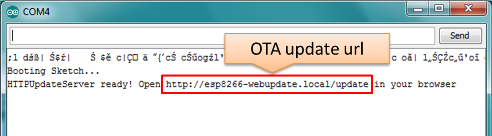 COM4
Send
OTA update url
Booting Sketch...
HTTPUpdateServer ready! Open http://esp8266-webupdate.local/update in your browser